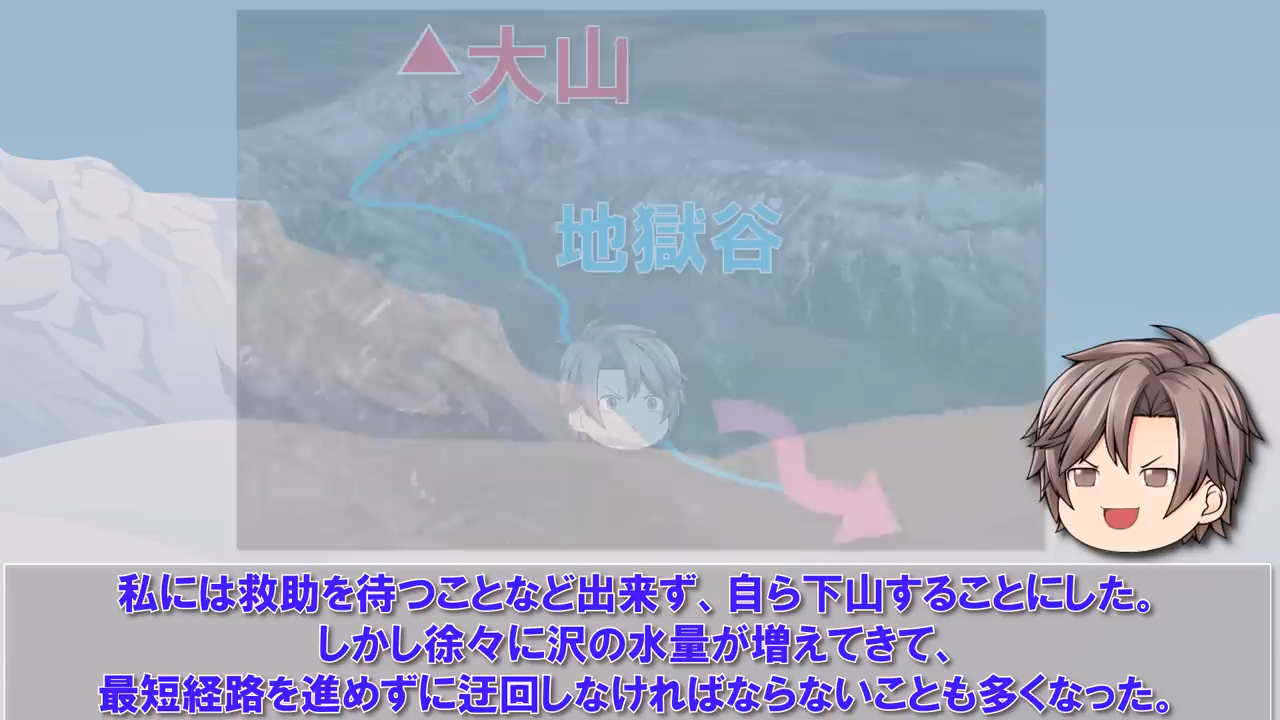 ▲大山
地獄谷
私には救助を待つことなど出来ず、自ら下山することにした。
しかし徐々に沢の水量が増えてきて、
最短経路を進めずに迂回しなければならないことも多くなった。